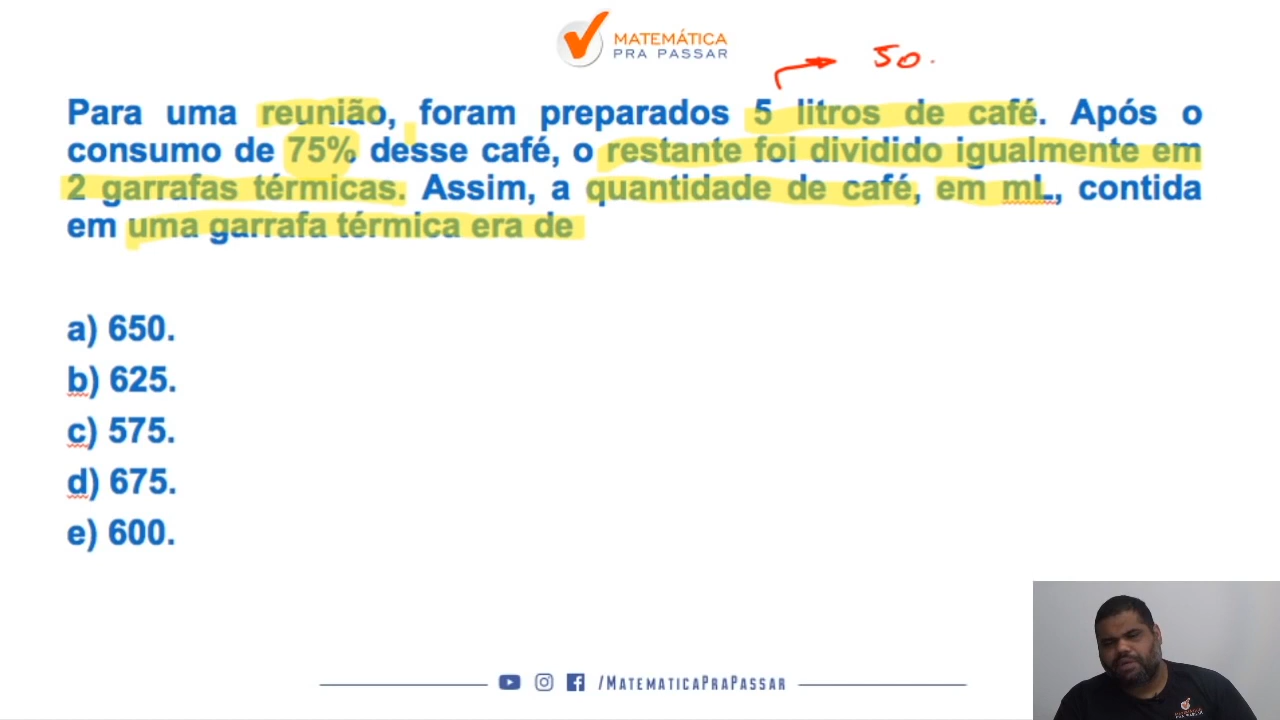 MATEMÁTICA
PRA PASSAR
50.
Para uma reunião, foram preparados 5 litros de café. Após o
consumo de 75% desse café, o restante foi dividido igualmente em
2 garrafas térmicas. Assim, a quantidade de café, em mL, contida
em uma garrafa térmica era de
a) 650.
b) 625.
c) 575.
d) 675.
e) 600.
/MATEMATICAPRAPASSAR